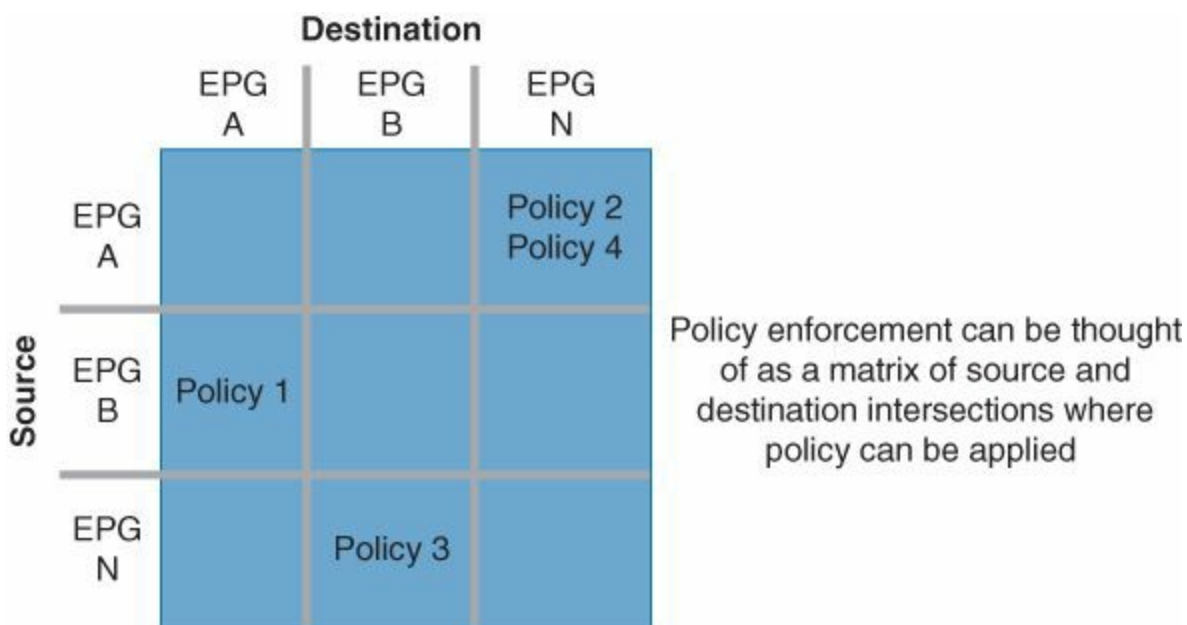 Destination
EPG
A
EPG
B
EPG
N
EPG
A
Policy 2
Policy 4
Source
EPG
B
Policy 1
EPG
N
Policy 3
Policy enforcement can be thought
of as a matrix of source and
destination intersections where
policy can be applied